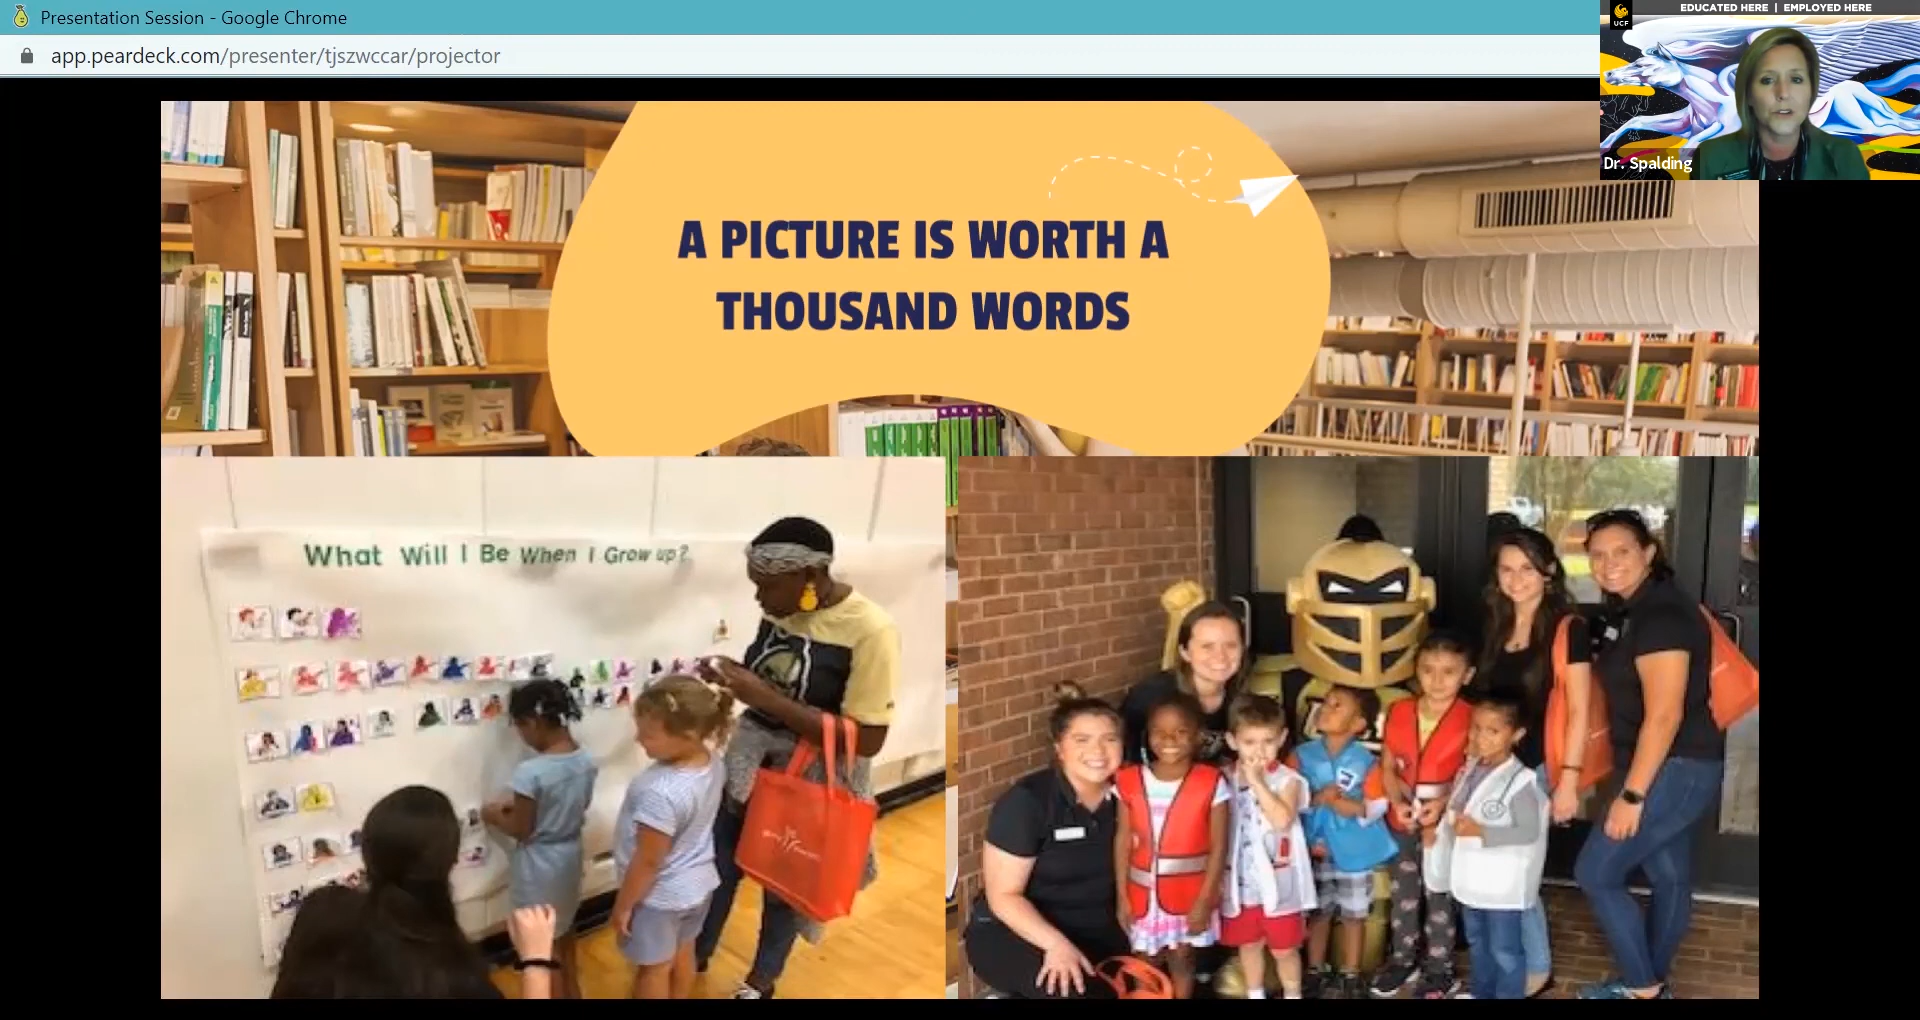 Presentation Session - Google Chrome
app.peardeck.com/presenter/tjszwccar/projector
EDUCATED HERE | EMPLOYED HERE
UCF
Dr. Spalding
A PICTURE IS WORTH A
THOUSAND WORDS
What Will I Be When I Grow up?